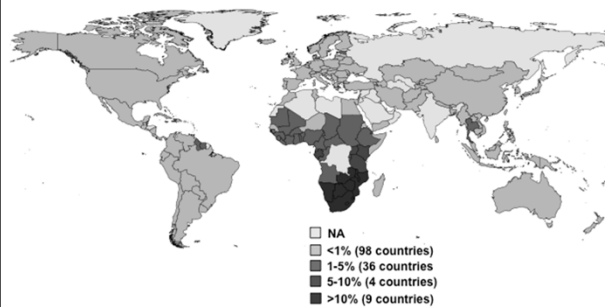 NA
<1% (98 countries)
1-5% (36 countries
5-10% (4 countries)
>10% (9 countries)